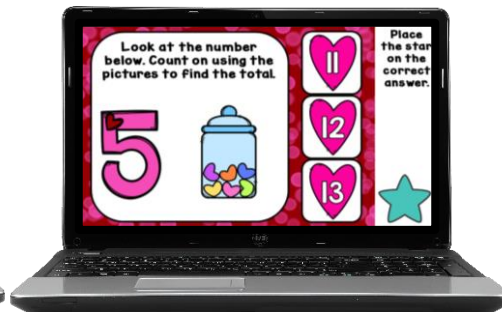 Look at the number
below. Count on using the
pictures to find the total.
5
11
12
13
Place
the star
on the
correct
answer.